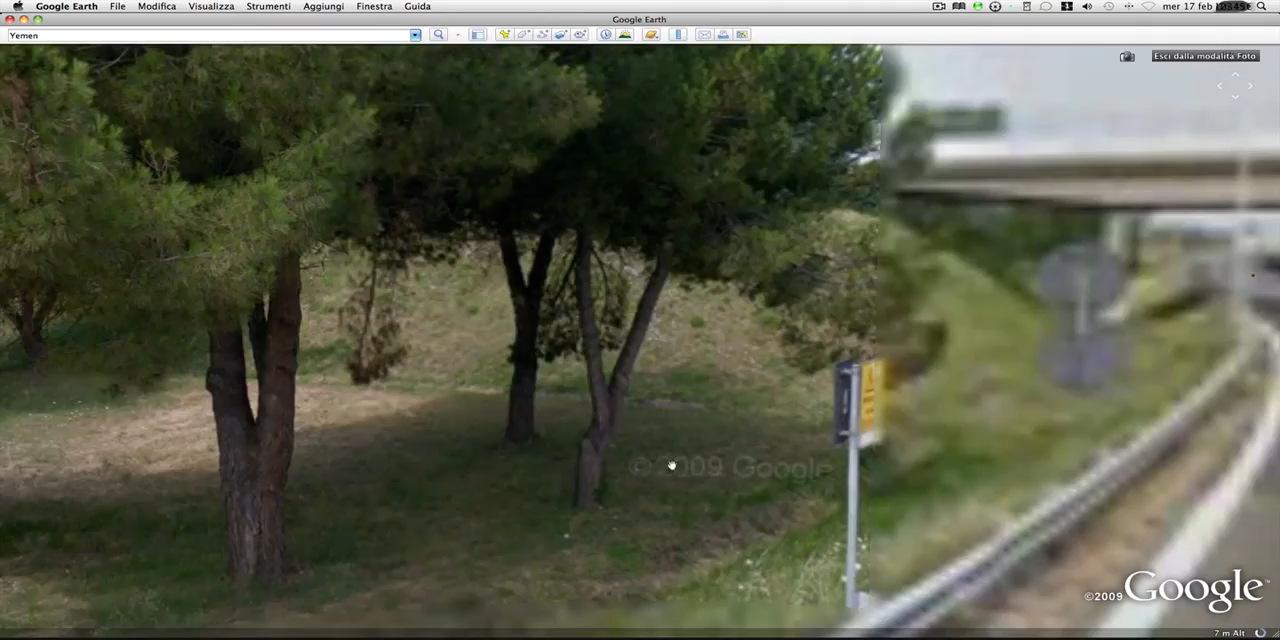 Google Earth File Modifica Visualizza Strumenti Aggiungi Finestra Guida mer 17 feb
Google Earth
Yemen
Esci dalla modalità Foto
©2009 Google
©2009 Google™
7 m Alt